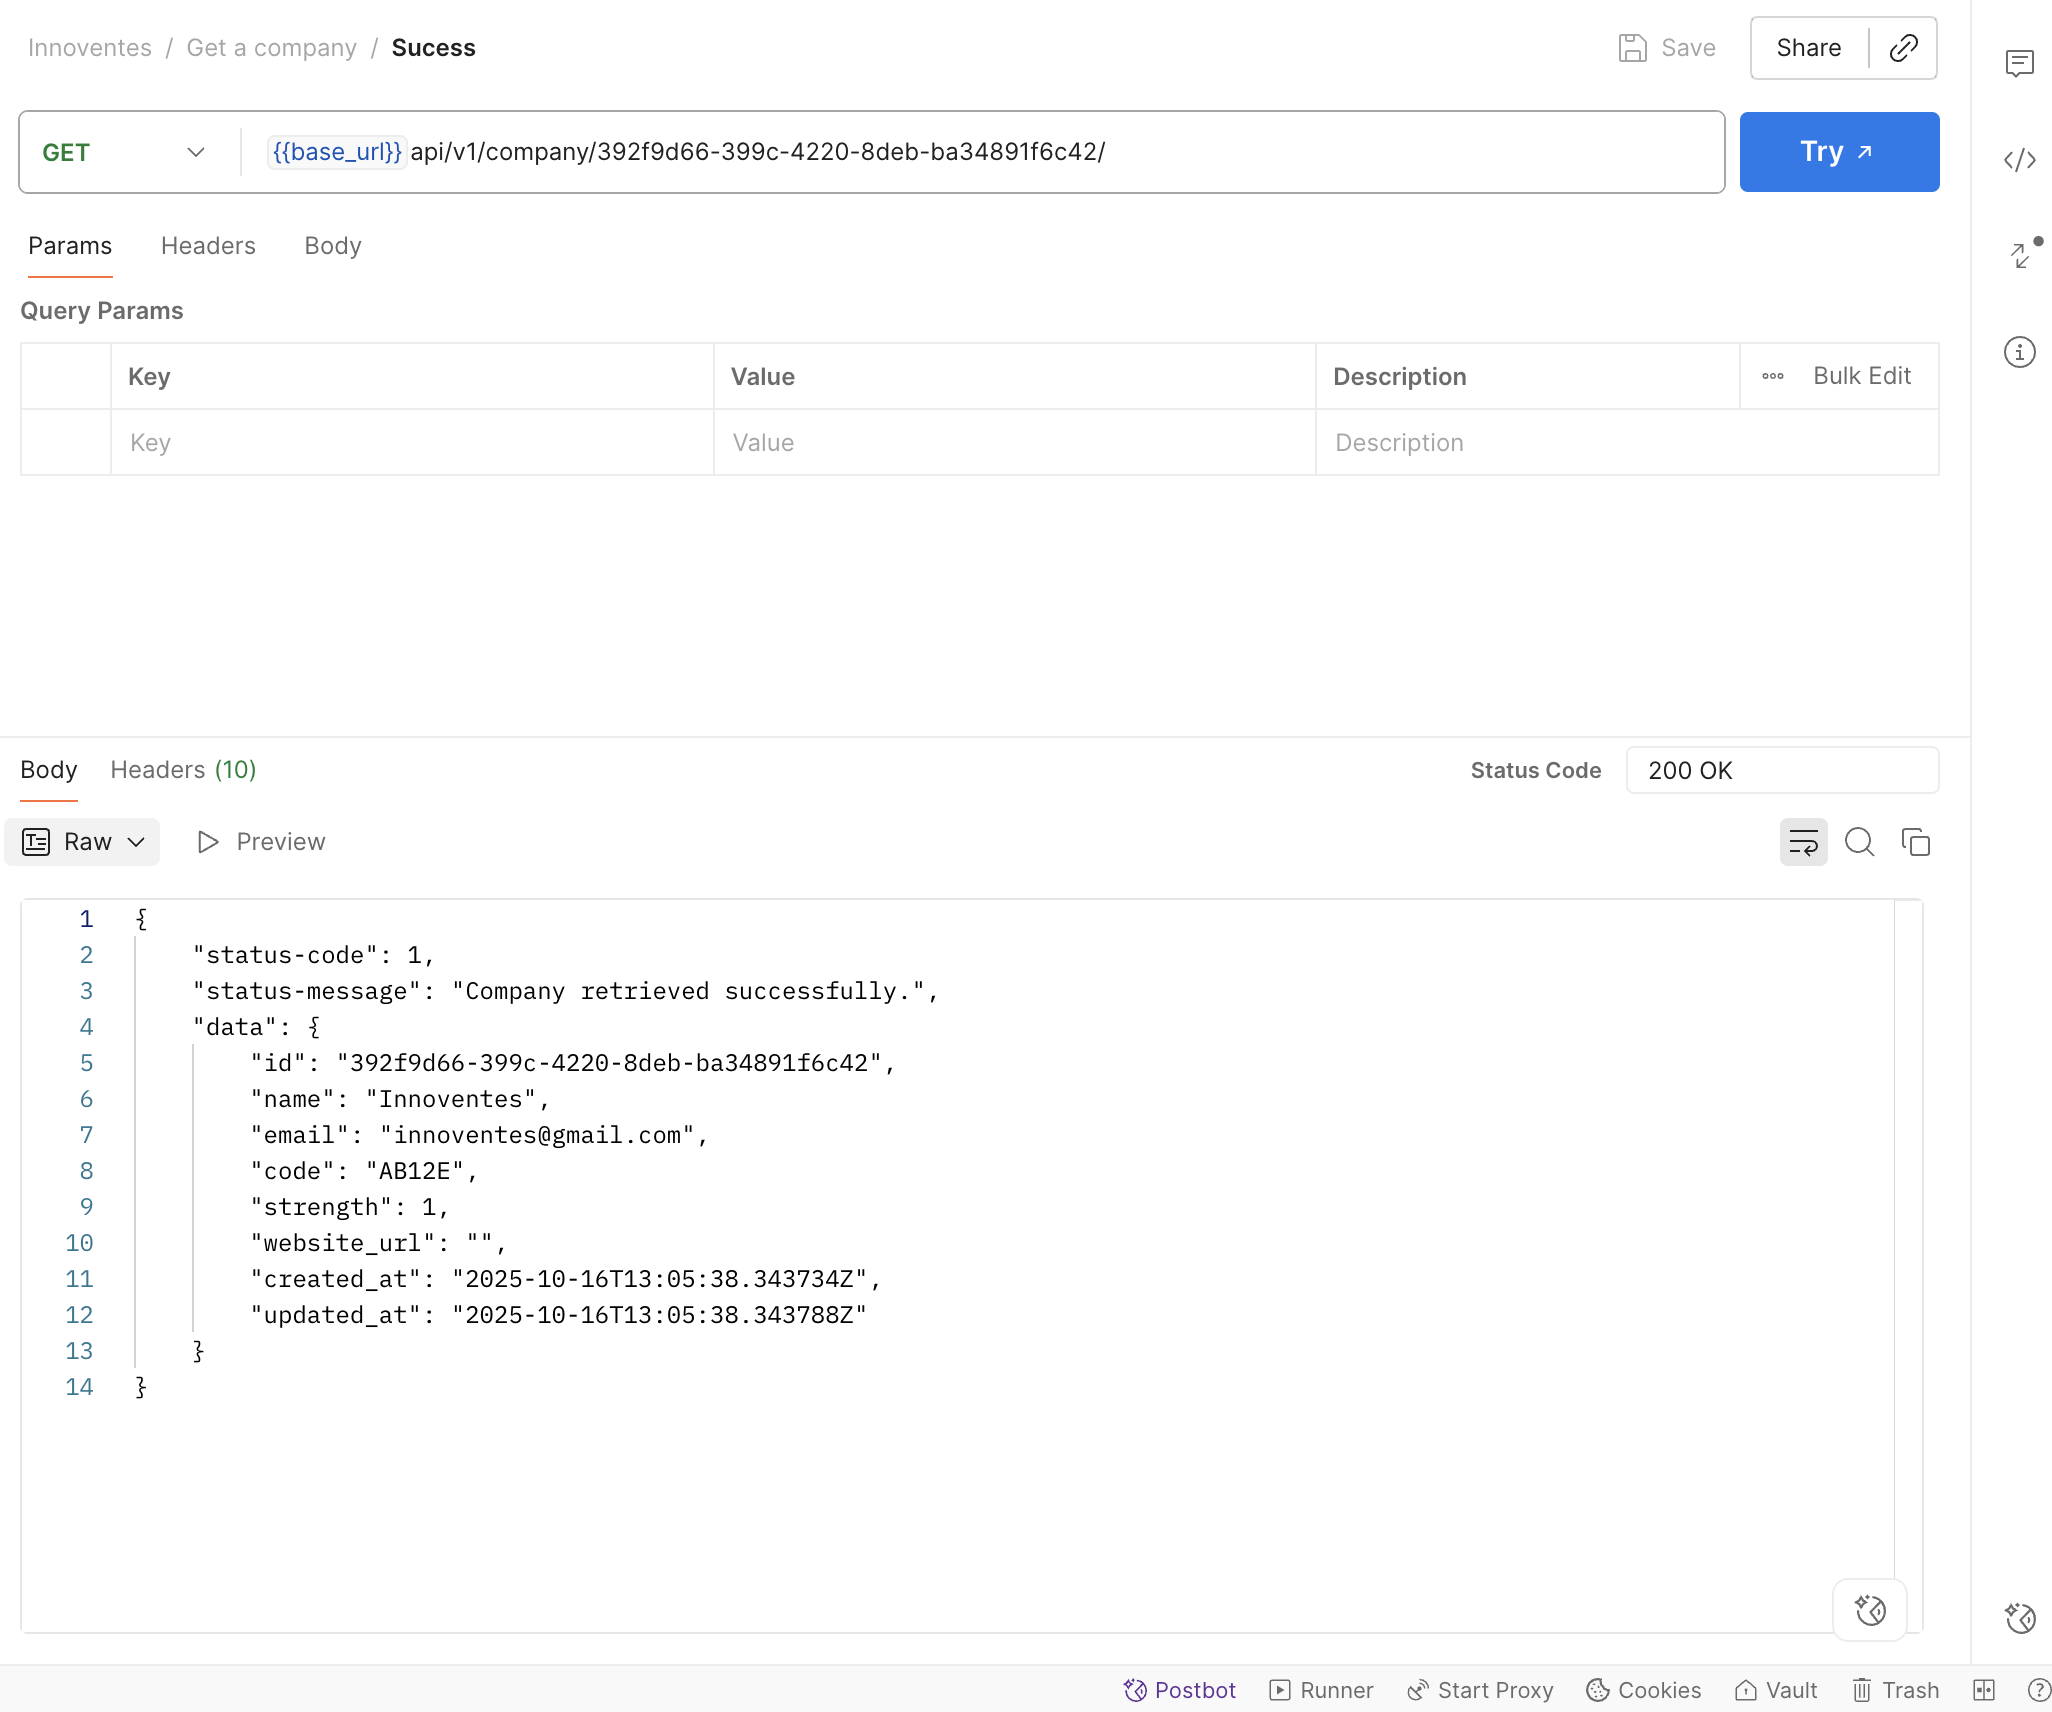 Innoventes / Get a company / Sucess
Save
Share
GET
{{base_url}} api/v1/company/392f9d66-399c-4220-8deb-ba34891f6c42/
Try
Params Headers Body
Query Params
Key Value Description Bulk Edit
Key Value Description
Body Headers (10)
Status Code 200 OK
Raw Preview
1 {
2 "status-code": 1,
3 "status-message": "Company retrieved successfully.",
4 "data": {
5 "id": "392f9d66-399c-4220-8deb-ba34891f6c42",
6 "name": "Innoventes",
7 "email": "innoventes@gmail.com",
8 "code": "AB12E",
9 "strength": 1,
10 "website_url": "",
11 "created_at": "2025-10-16T13:05:38.343734Z",
12 "updated_at": "2025-10-16T13:05:38.343788Z"
13 }
14 }
Postbot Runner Start Proxy Cookies Vault Trash